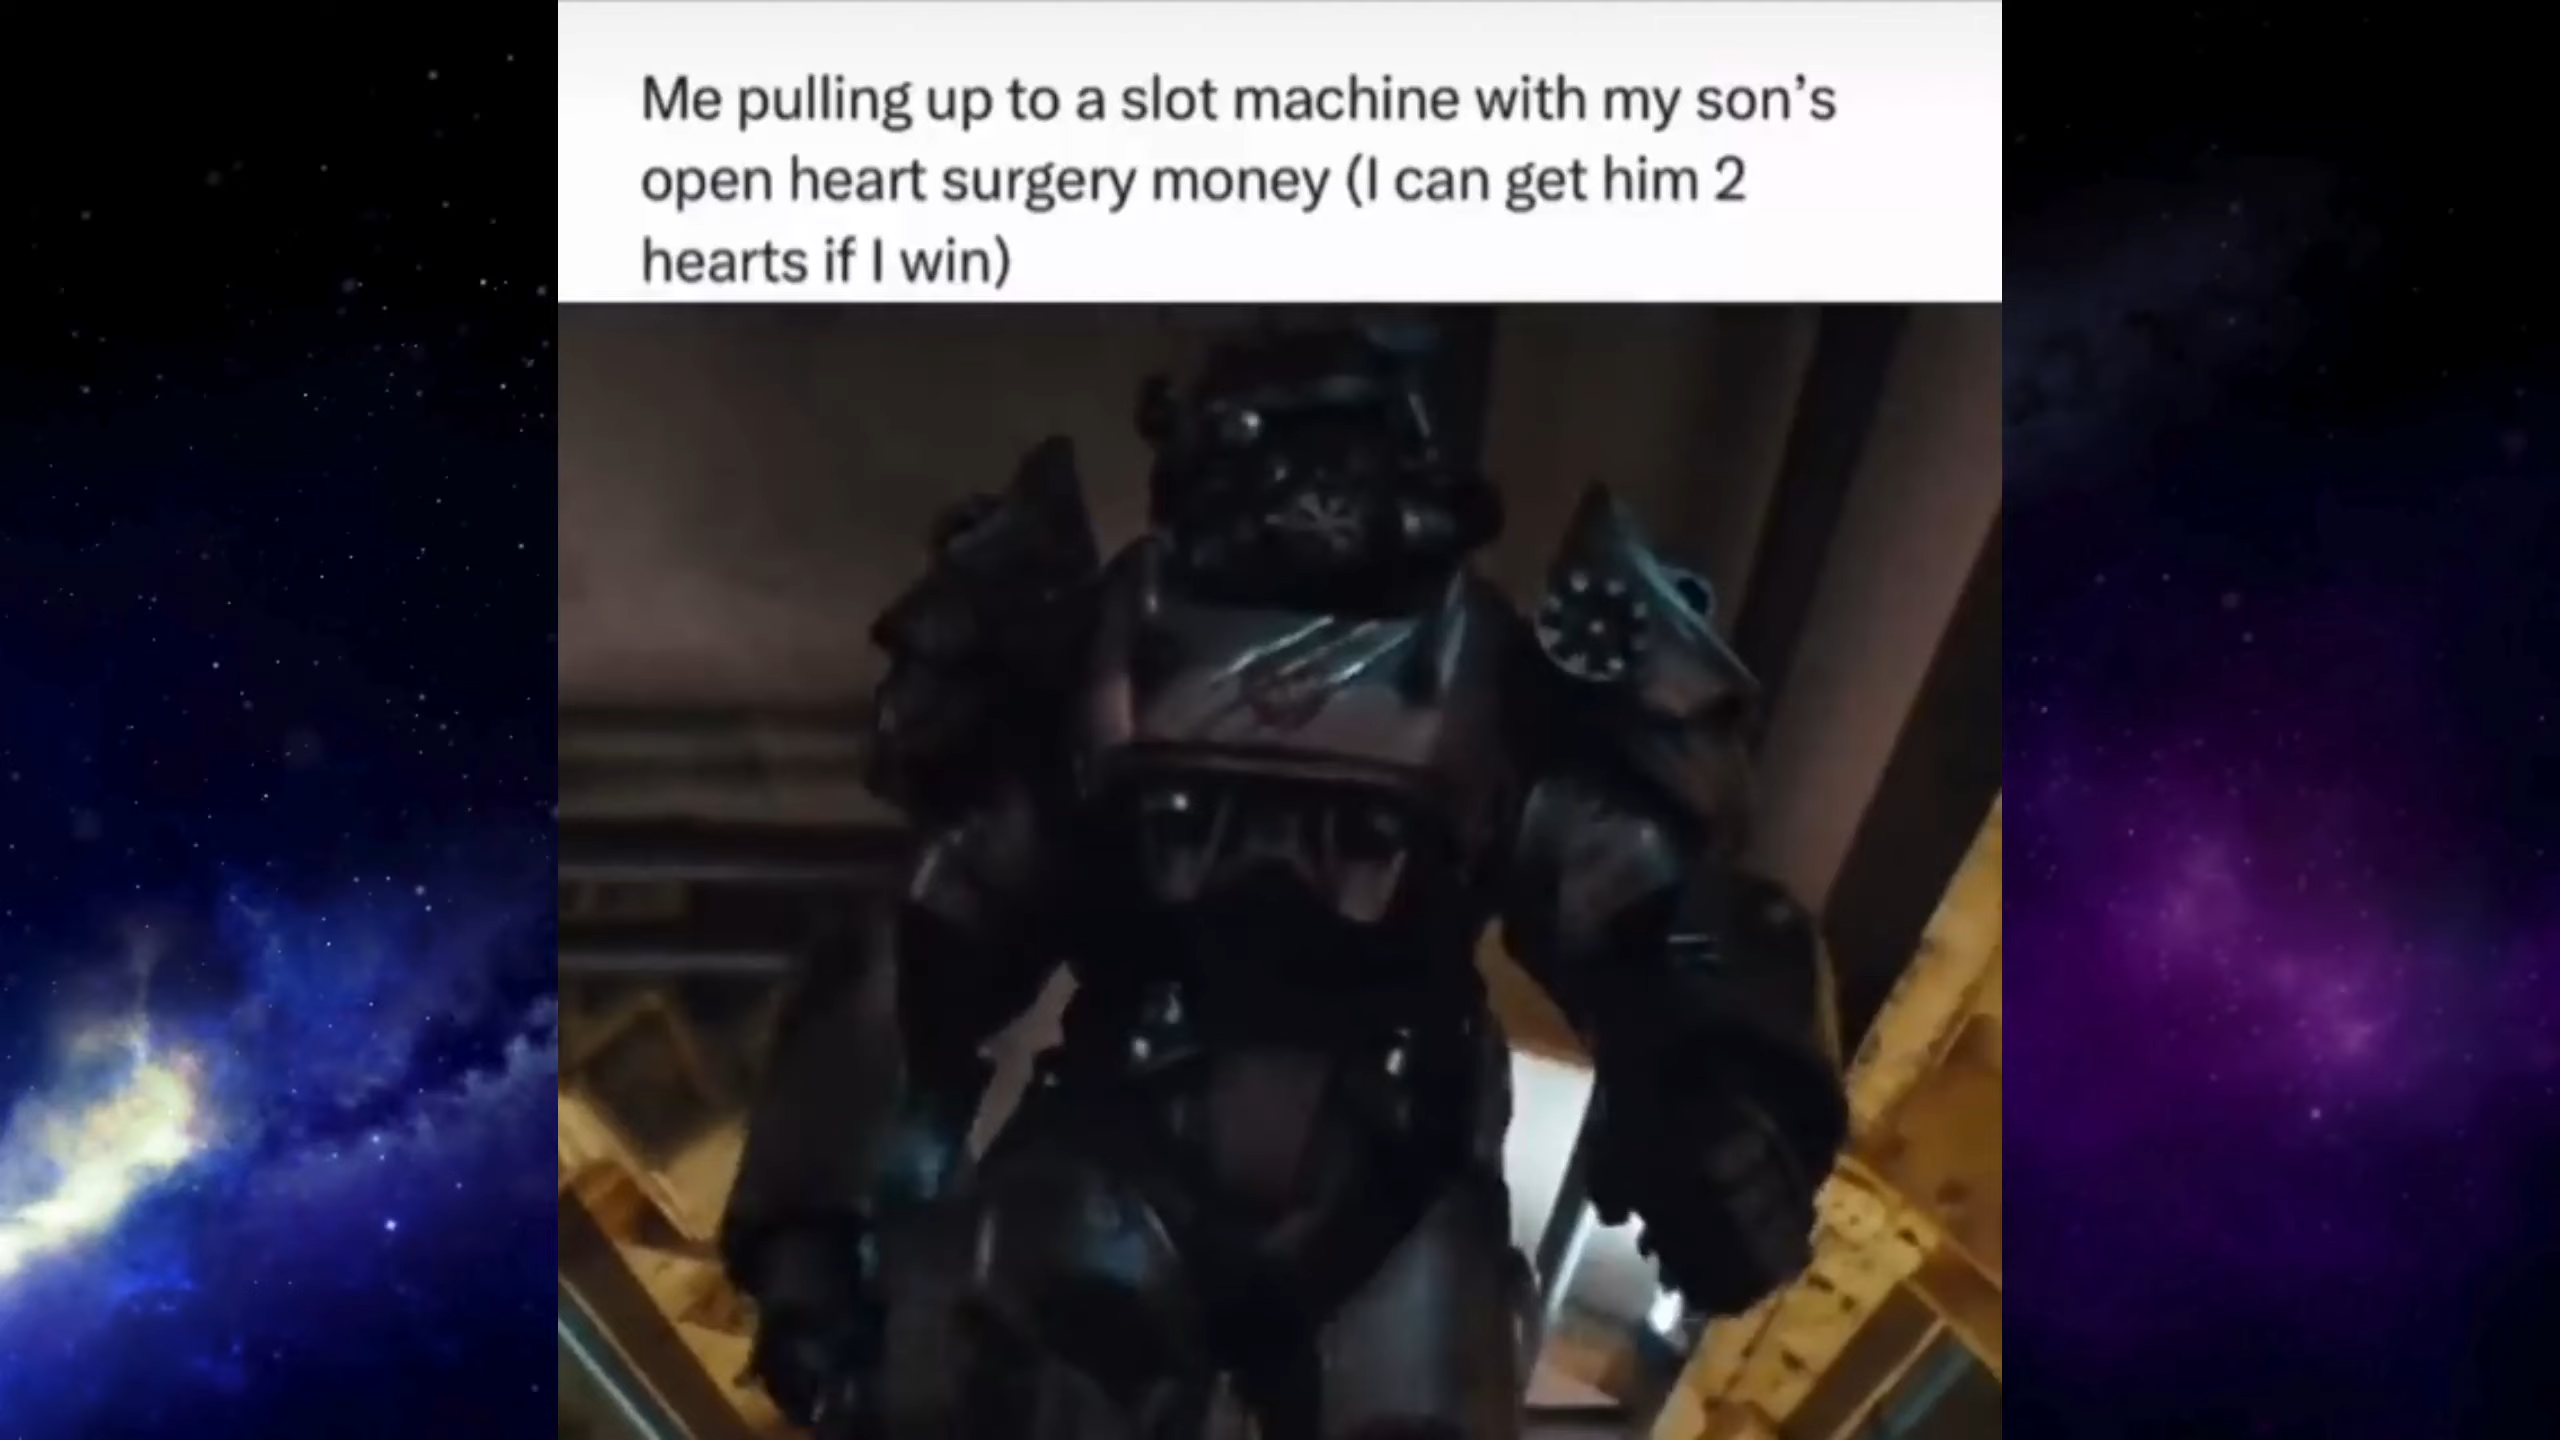 Me pulling up to a slot machine with my son’s
open heart surgery money (I can get him 2
hearts if I win)